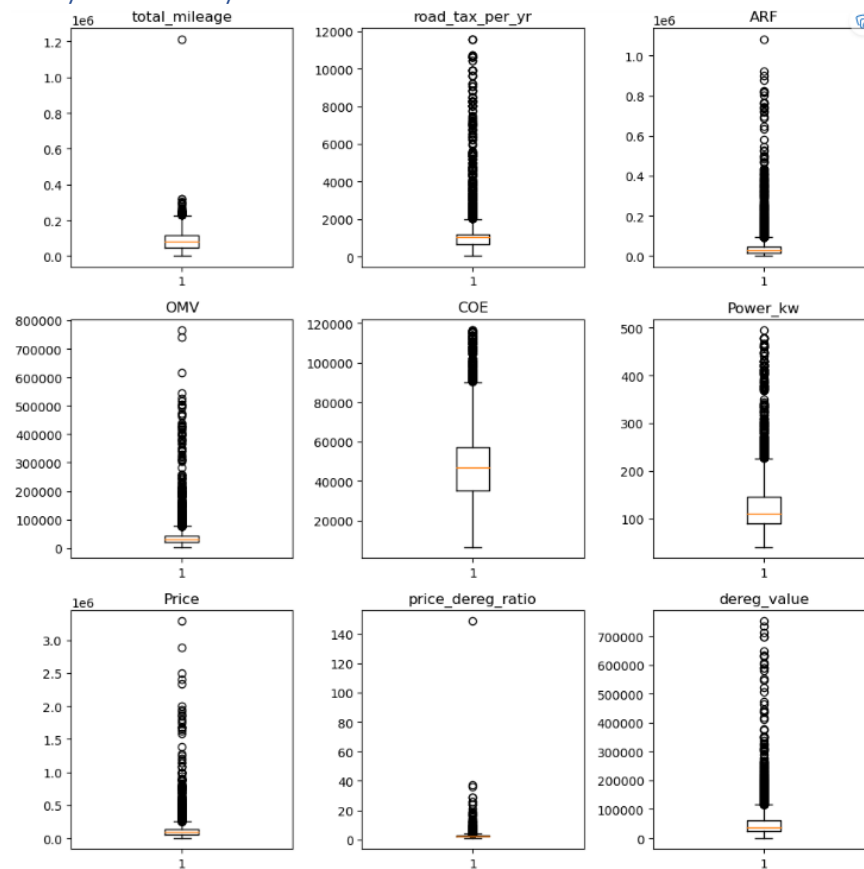 total_mileage road_tax_per_yr ARF
1e6 12000 1e6
1.2 10000 1.0
1.0 8000 0.8
0.8 6000 0.6
0.6 4000 0.4
0.4 2000 0.2
0.2 0 0.0
0.0
1 1 1
OMV COE Power_kw
800000 120000 500
700000 100000 400
600000 80000 300
500000 60000 200
400000 40000 100
300000 20000
200000
100000
0
1 1 1
Price price_dereg_ratio dereg_value
1e6 140 700000
3.0 120 600000
2.5 100 500000
2.0 80 400000
1.5 60 300000
1.0 40 200000
0.5 20 100000
0.0 0 0
1 1 1